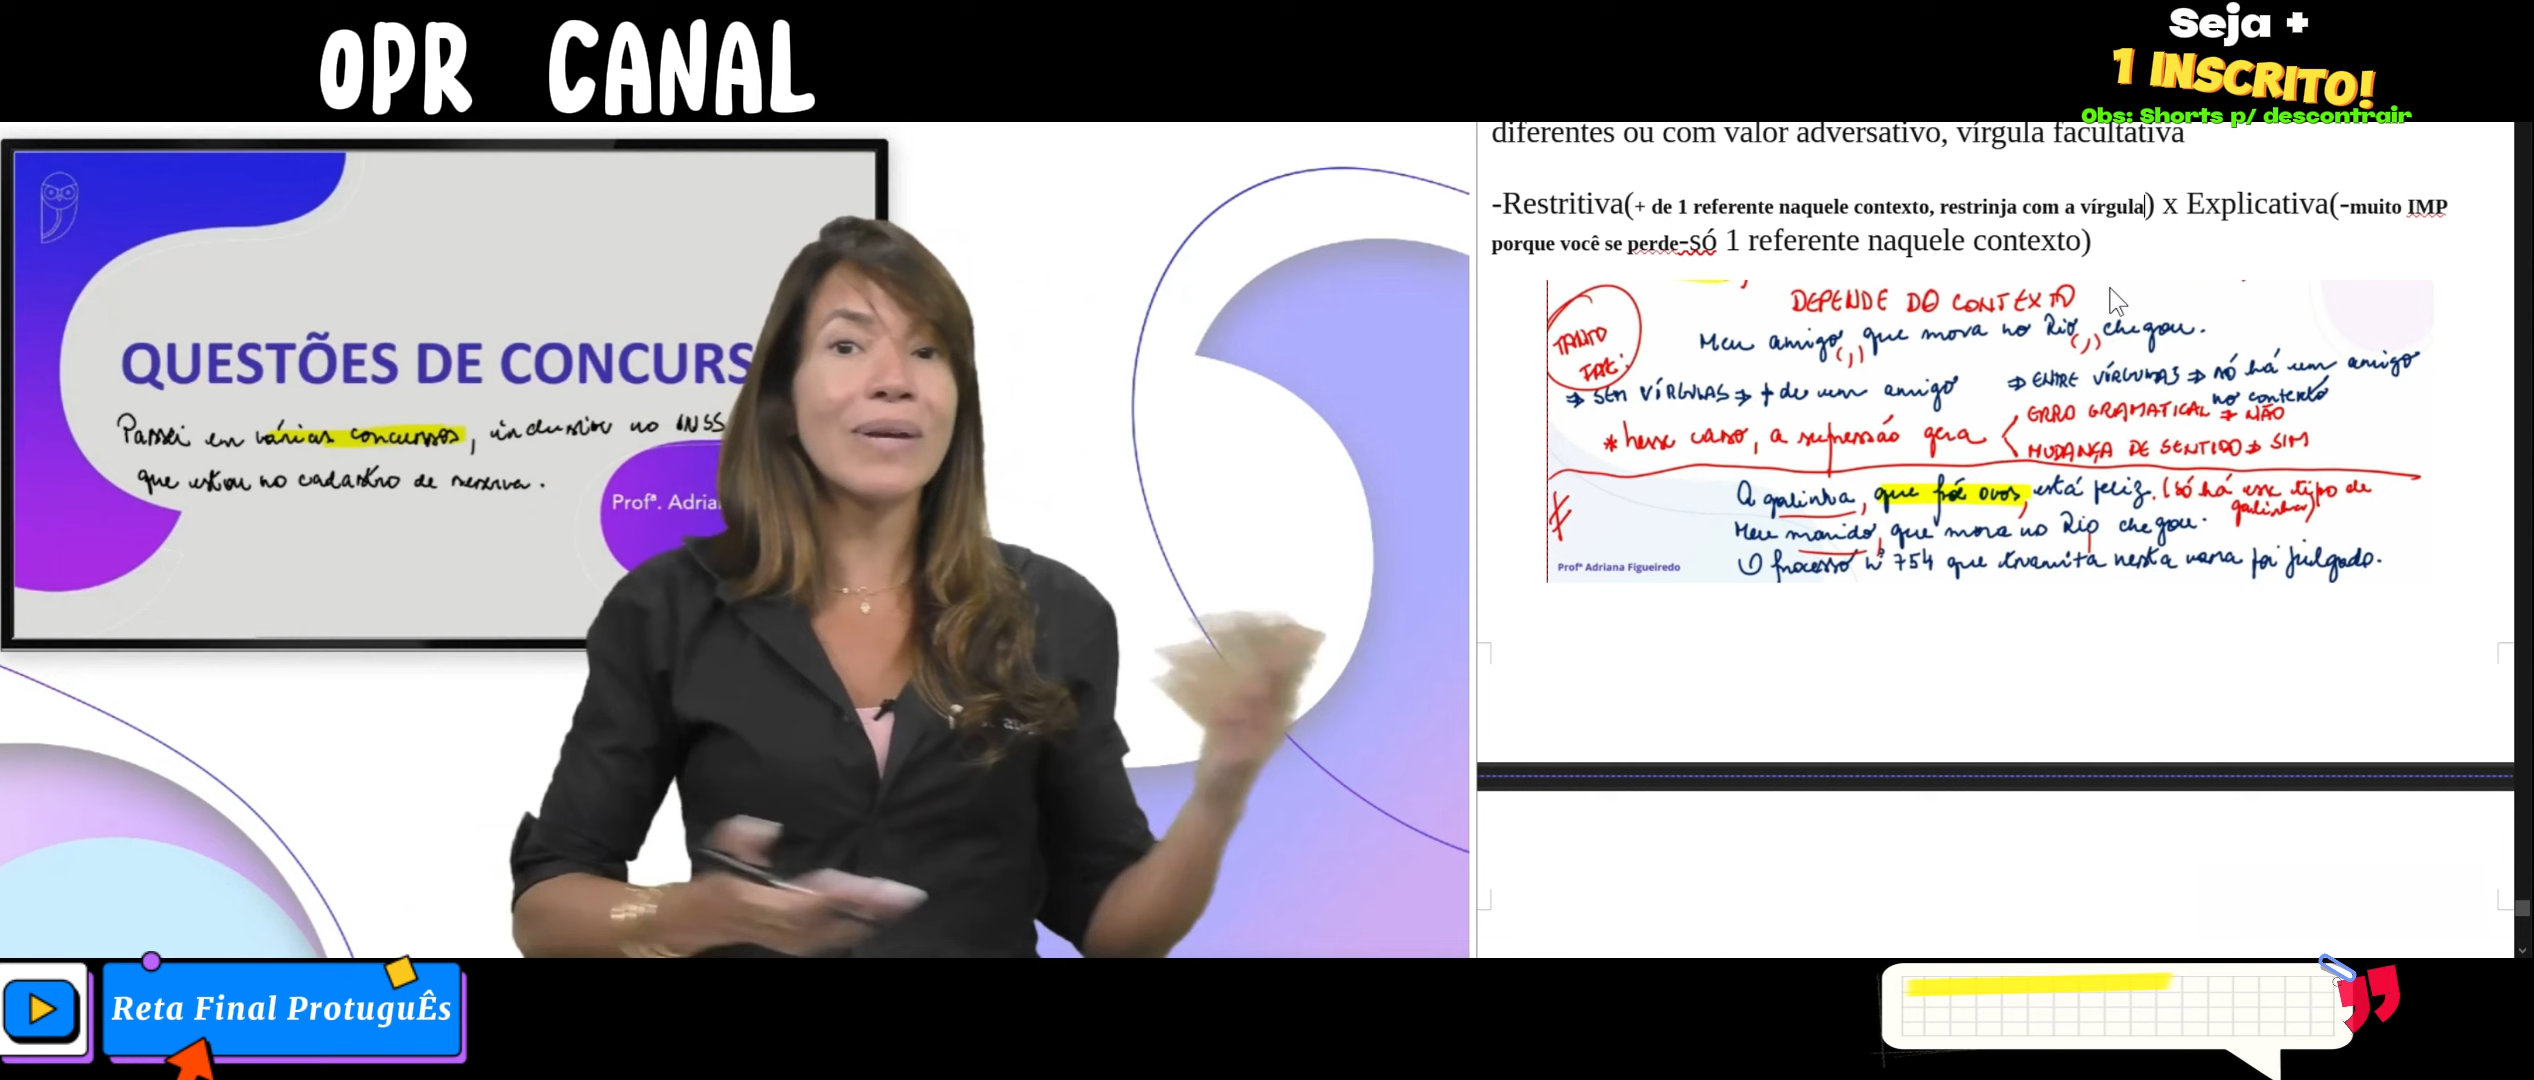 OPR CANAL
Seja +
1 INSCRITO!
Obs: Shorts p/ descontrair
QUESTÕES DE CONCURS
Passei em vários concursos, inclusive no INSS
que estou no cadastro de reserva.
Profª. Adria
diferentes ou com valor adversativo, vírgula facultativa
-Restritiva(+ de 1 referente naquele contexto, restrinja com a vírgula) x Explicativa(-muito IMP
porque você se perde-só 1 referente naquele contexto)
DEPENDE DO CONTEXTO
TANTO
FAZ:
Meu amigo(,) que mora no Rio(,) chegou.
⇒ SEM VÍRGULAS ⇒ + de um amigo
⇒ ENTRE VÍRGULAS ⇒ só há um amigo
no contexto
* nesse caso, a supressão gera
ERRO GRAMATICAL ⇒ NÃO
MUDANÇA DE SENTIDO ⇒ SIM
≠
A galinha, que põe ovos, está feliz. (só há esse tipo de
galinha)
Meu marido, que mora no Rio, chegou.
O processo nº 754 que tramita nesta vara foi julgado.
Profª Adriana Figueiredo
Reta Final ProtuguÊs